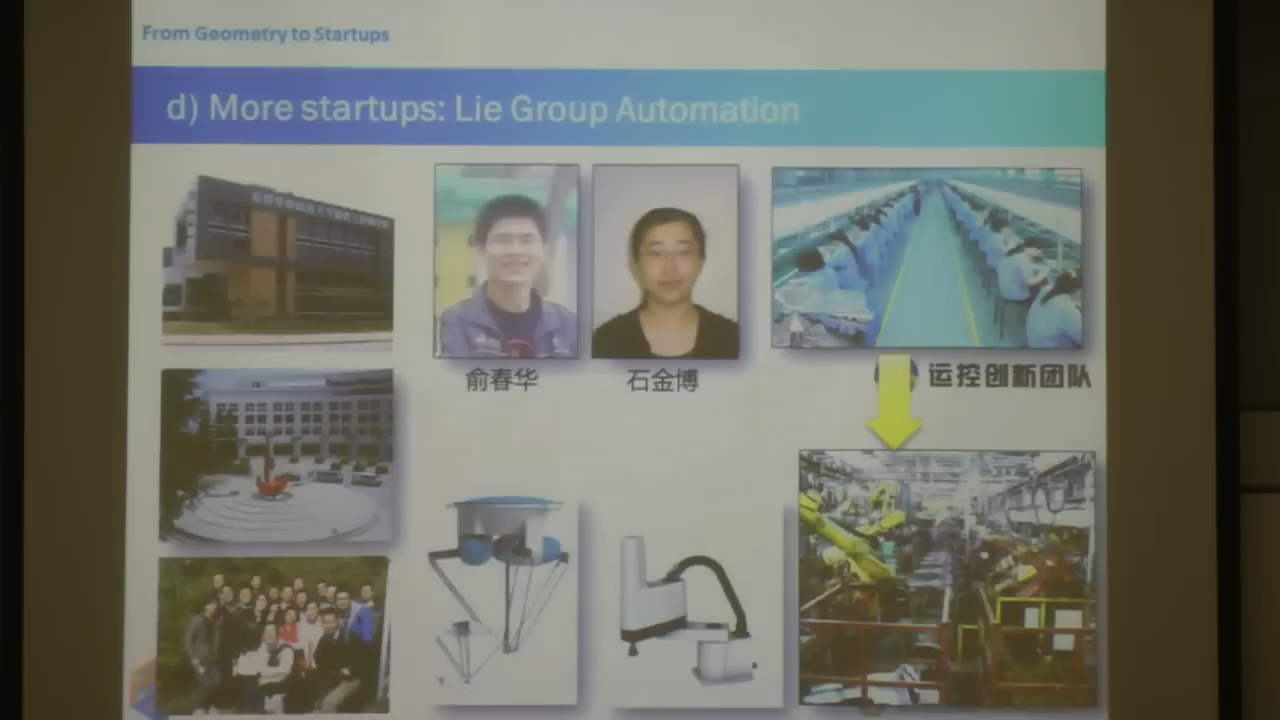 From Geometry to Startups
d) More startups: Lie Group Automation
俞春华
石金博
运控创新团队